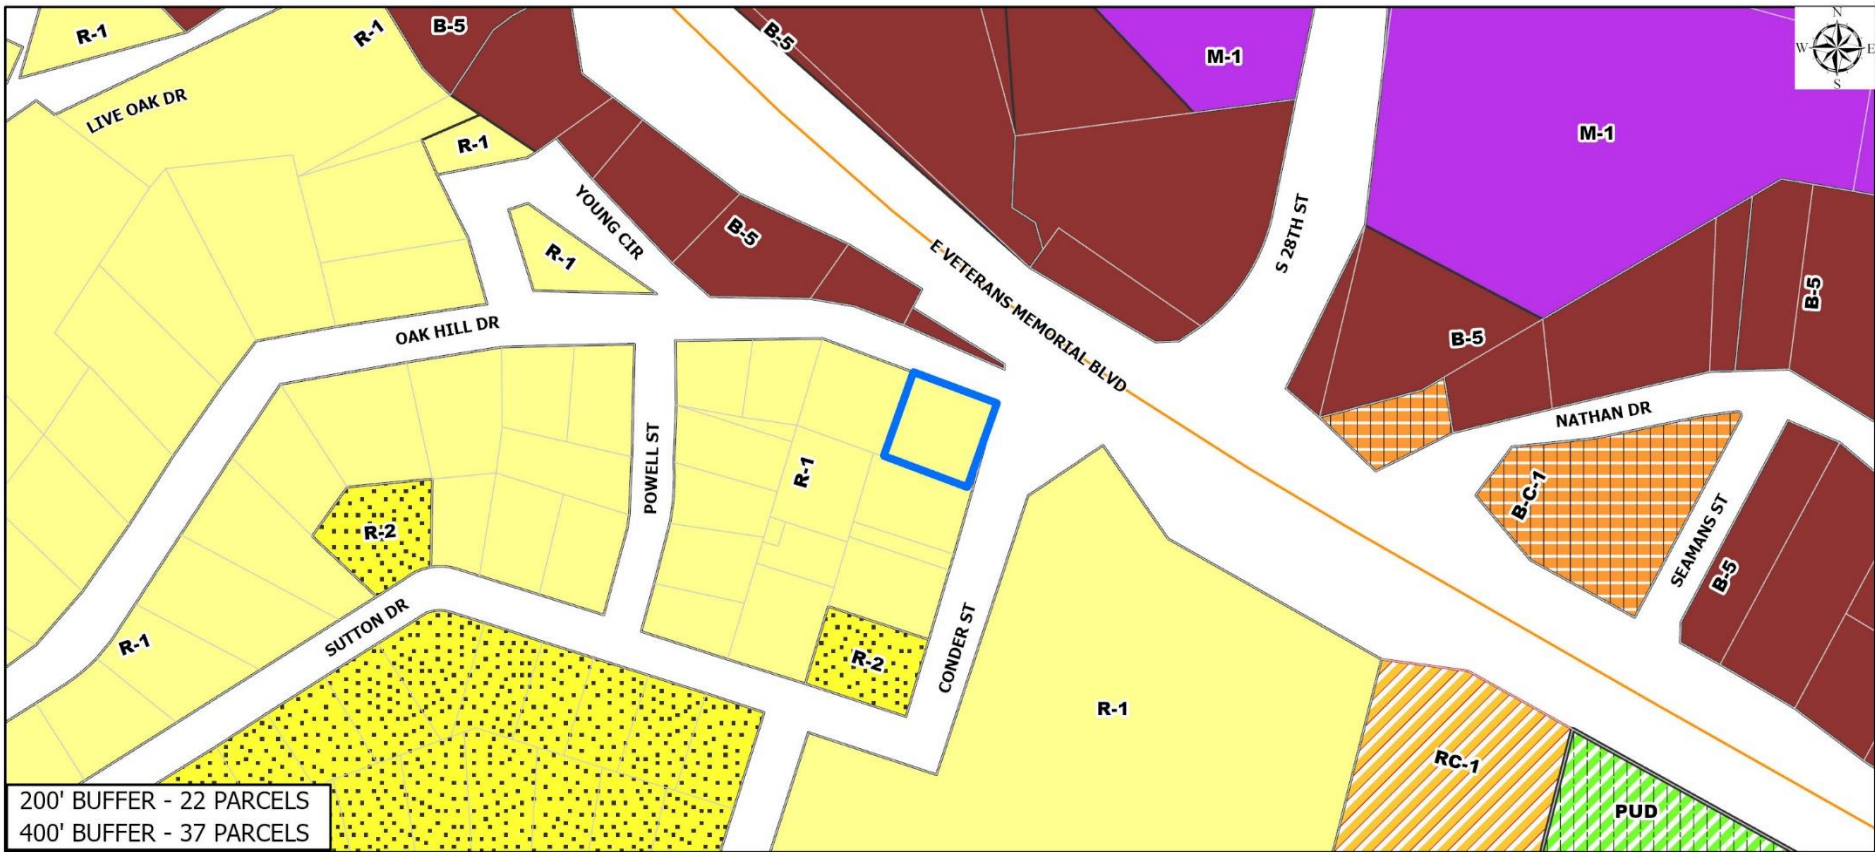 R-1
R-1
B-5
B-5
M-1
M-1
N
W
E
S
LIVE OAK DR
R-1
YOUNG CIR
B-5
R-1
E VETERANS MEMORIAL BLVD
S 28TH ST
B-5
B-5
OAK HILL DR
NATHAN DR
POWELL ST
R-1
B-C-1
R-2
SEAMANS ST
B-5
SUTTON DR
R-1
R-2
CONDER ST
R-1
RC-1
PUD
200' BUFFER - 22 PARCELS
400' BUFFER - 37 PARCELS